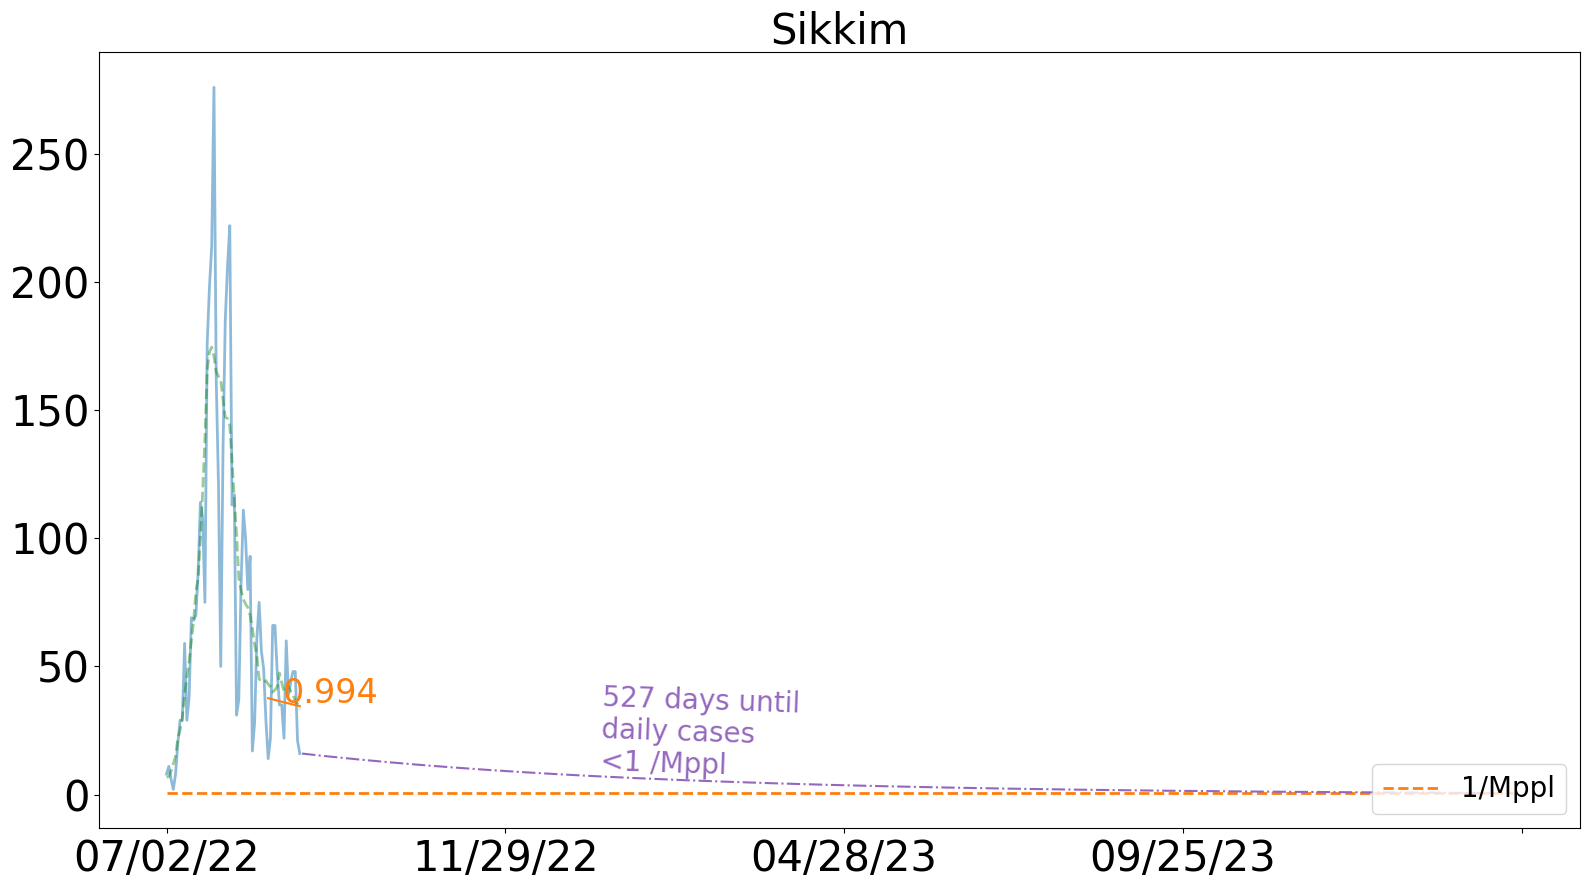 Sikkim
250
200
150
100
50
0
0.994
527 days until
daily cases
<1 /Mppl
1/Mppl
07/02/22
11/29/22
04/28/23
09/25/23